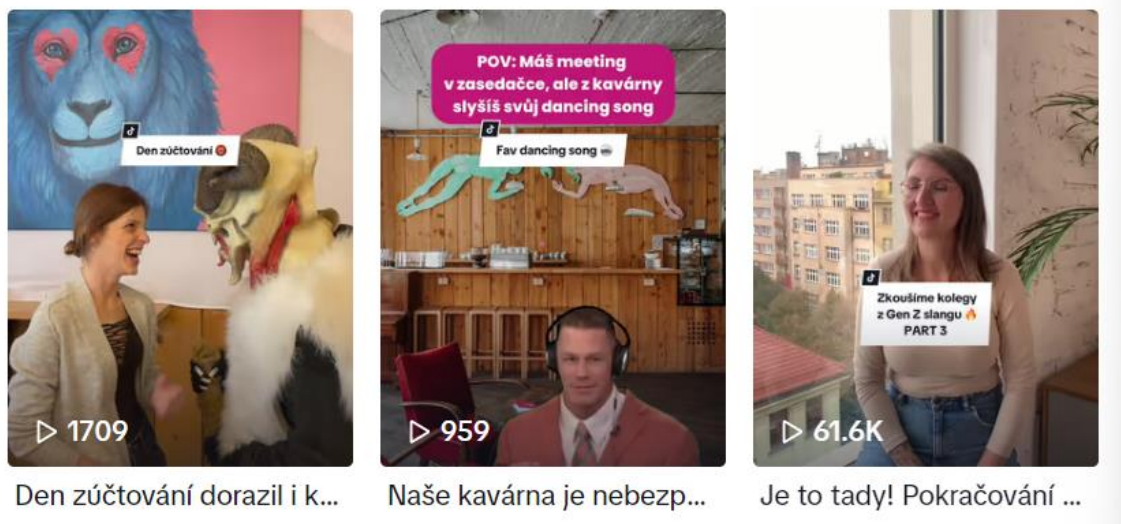 Den zúčtování 👹
1709
Den zúčtování dorazil i k...
POV: Máš meeting
v zasedačce, ale z kavárny
slyšíš svůj dancing song
Fav dancing song
959
Naše kavárna je nebezp...
Zkoušíme kolegy
z Gen Z slangu 🔥
PART 3
61.6K
Je to tady! Pokračování ...